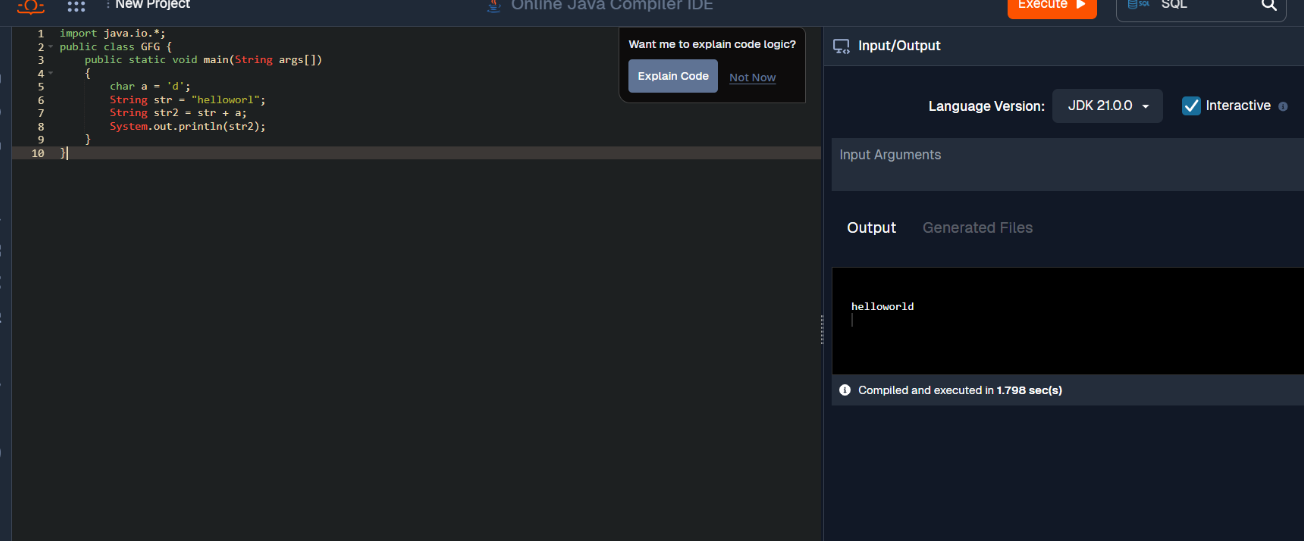 New Project
Online Java Compiler IDE
Execute
SQL
1 import java.io.*;
2 public class GFG {
3     public static void main(String args[])
4     {
5         char a = 'd';
6         String str = "helloworl";
7         String str2 = str + a;
8         System.out.println(str2);
9     }
10 }
Want me to explain code logic?
Explain Code
Not Now
Input/Output
Language Version:
JDK 21.0.0
Interactive
Input Arguments
Output
Generated Files
helloworld
Compiled and executed in 1.798 sec(s)